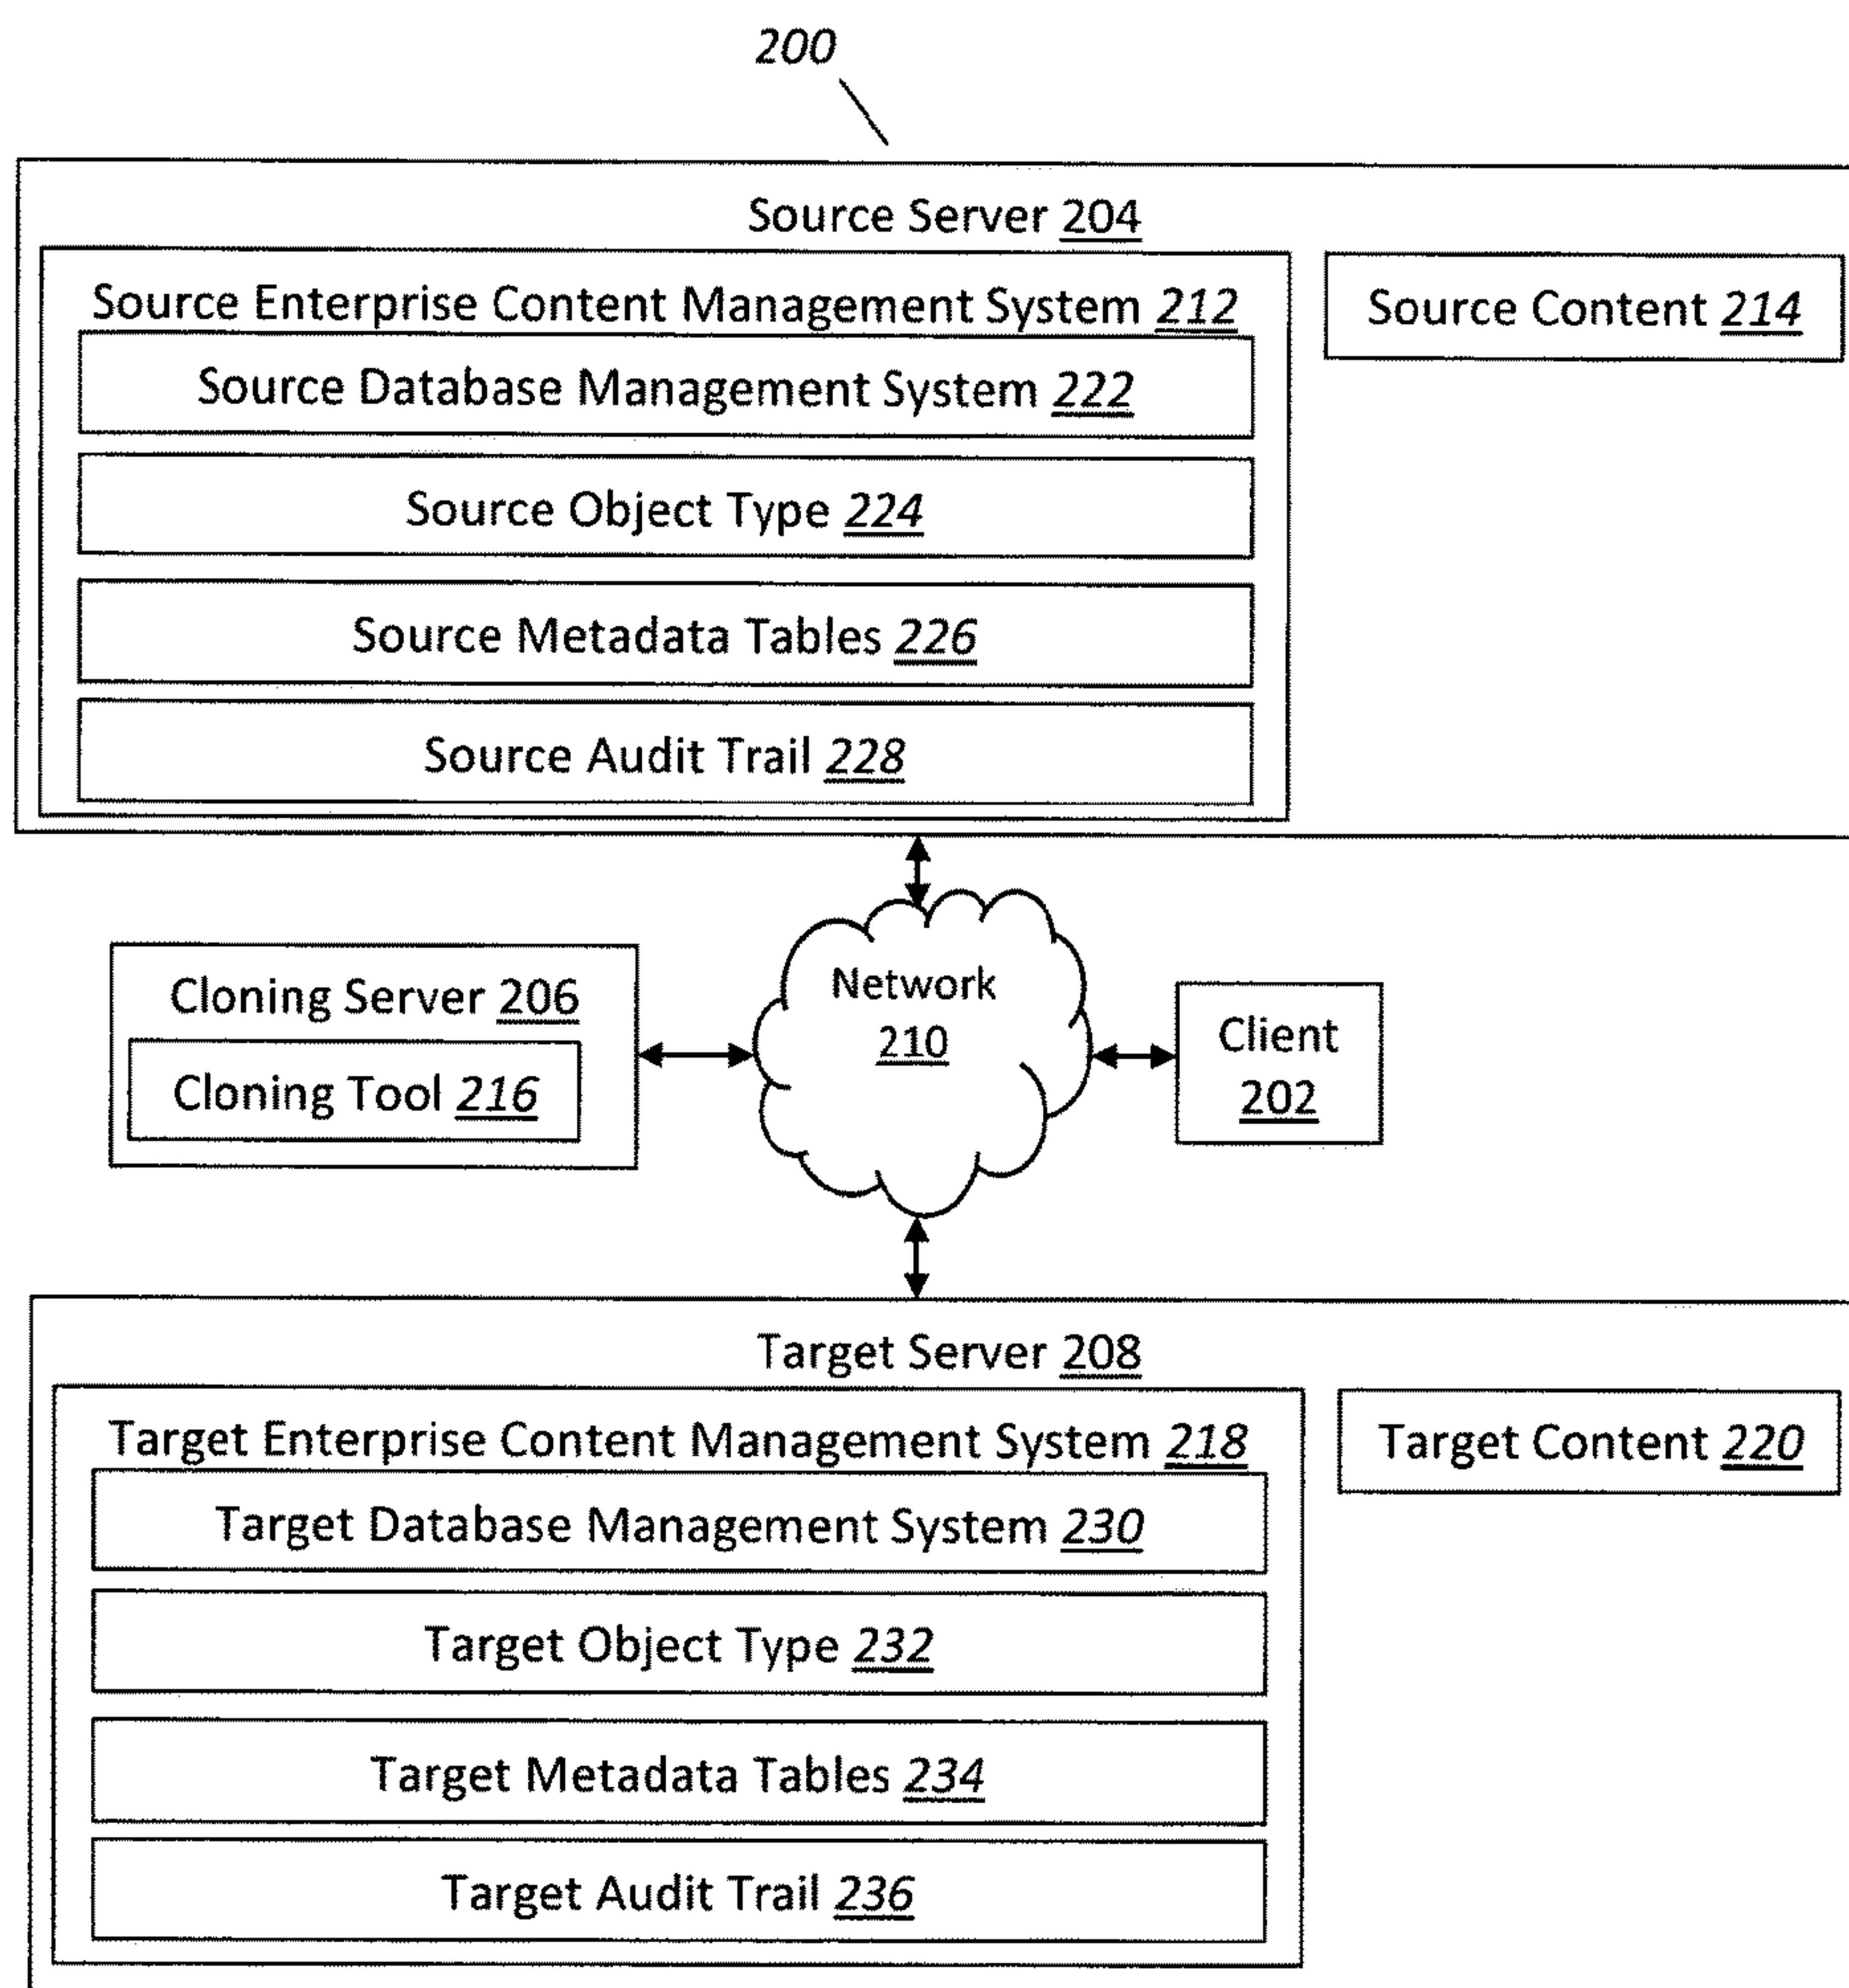 200
Source Server 204
Source Enterprise Content Management System 212
Source Content 214
Source Database Management System 222
Source Object Type 224
Source Metadata Tables 226
Source Audit Trail 228
Cloning Server 206
Cloning Tool 216
Network
210
Client
202
Target Server 208
Target Enterprise Content Management System 218
Target Content 220
Target Database Management System 230
Target Object Type 232
Target Metadata Tables 234
Target Audit Trail 236